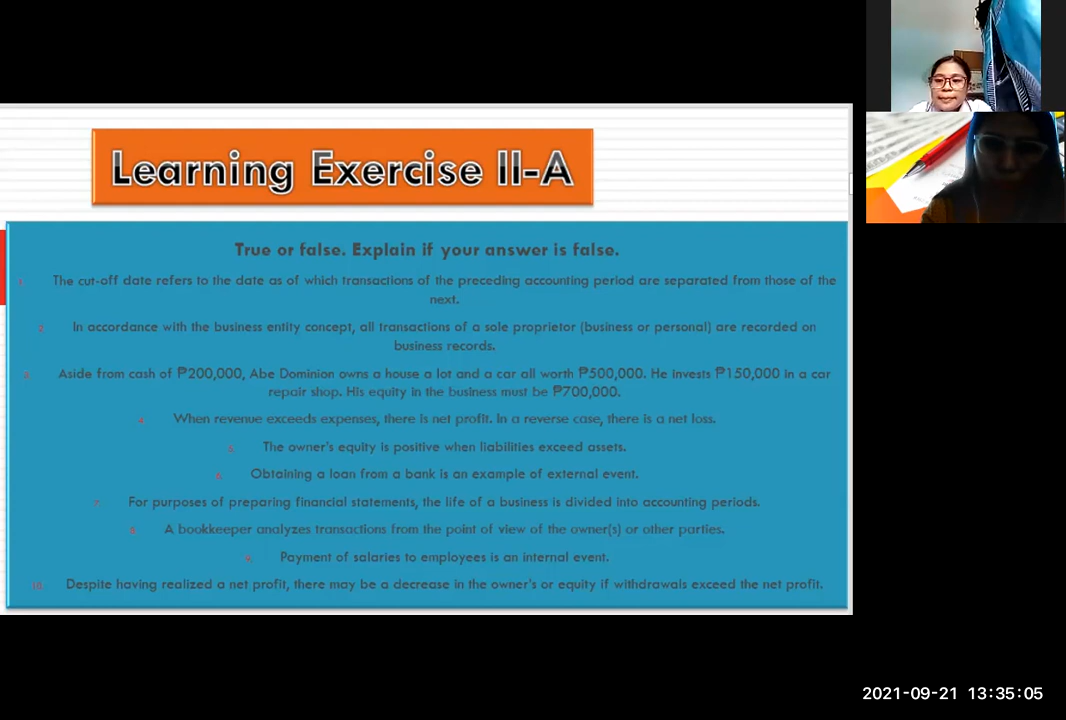 Learning Exercise II-A
True or false. Explain if your answer is false.
1. The cut-off date refers to the date as of which transactions of the preceding accounting period are separated from those of the
next.
2. In accordance with the business entity concept, all transactions of a sole proprietor (business or personal) are recorded on
business records.
3. Aside from cash of ₱200,000, Abe Dominion owns a house a lot and a car all worth ₱500,000. He invests ₱150,000 in a car
repair shop. His equity in the business must be ₱700,000.
4. When revenue exceeds expenses, there is net profit. In a reverse case, there is a net loss.
5. The owner's equity is positive when liabilities exceed assets.
6. Obtaining a loan from a bank is an example of external event.
7. For purposes of preparing financial statements, the life of a business is divided into accounting periods.
8. A bookkeeper analyzes transactions from the point of view of the owner(s) or other parties.
9. Payment of salaries to employees is an internal event.
10. Despite having realized a net profit, there may be a decrease in the owner's or equity if withdrawals exceed the net profit.
2021-09-21 13:35:05